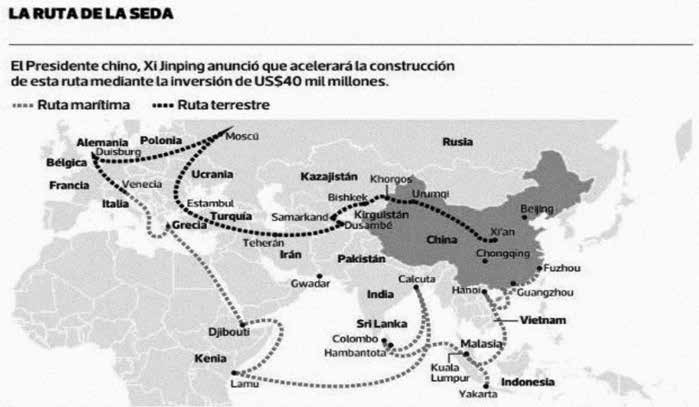 LA RUTA DE LA SEDA
El Presidente chino, Xi Jinping anunció que acelerará la construcción
de esta ruta mediante la inversión de US$40 mil millones.
Ruta marítima Ruta terrestre
Alemania
Polonia
Moscú
Rusia
Duisburg
Bélgica
Ucrania
Kazajistán
Khorgos
Francia
Venecia
Bishkek
Urumqi
Italia
Estambul
Beijing
Turquía
Samarkand
Kirguistán
Grecia
Dusambé
Xi'an
Teherán
China
Irán
Pakistán
Chongqing
Fuzhou
Gwadar
Calcuta
India
Hanoi
Guangzhou
Djibouti
Sri Lanka
Vietnam
Colombo
Malasia
Kenia
Hambantota
Kuala
Lumpur
Lamu
Indonesia
Yakarta